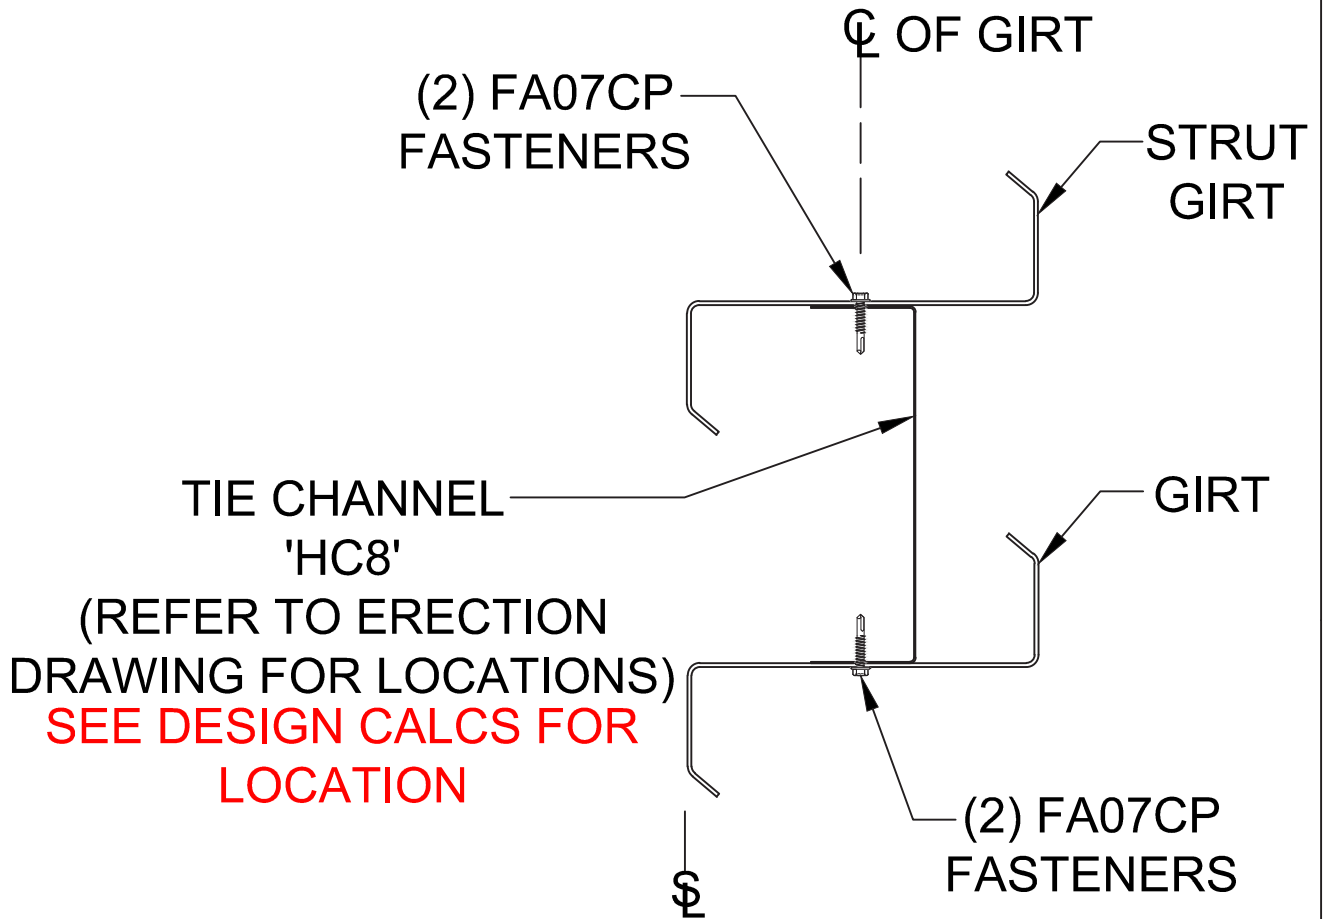 ℄ OF GIRT
(2) FA07CP
FASTENERS
STRUT
GIRT
TIE CHANNEL
'HC8'
(REFER TO ERECTION
DRAWING FOR LOCATIONS)
SEE DESIGN CALCS FOR
LOCATION
GIRT
(2) FA07CP
FASTENERS
SL